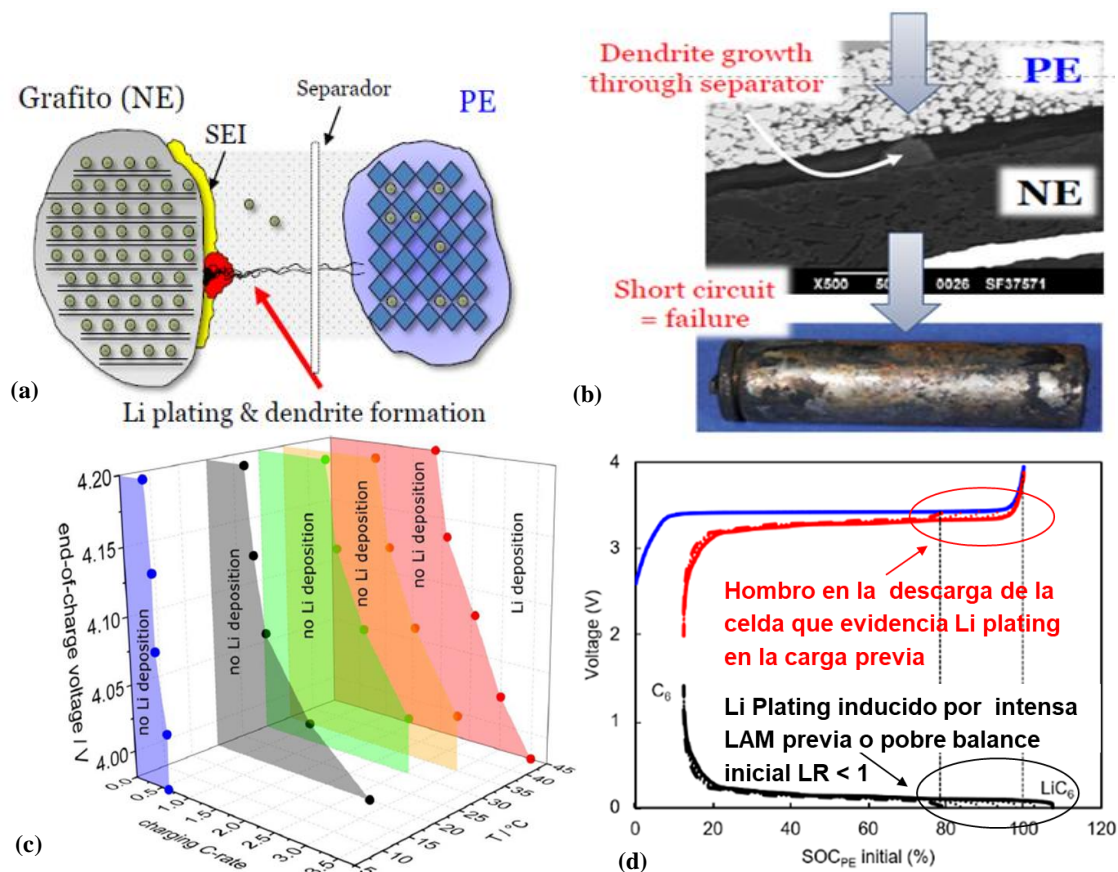 Grafito (NE)
Separador
PE
SEI
(a)
Li plating & dendrite formation
Dendrite growth
through separator
PE
NE
X500
0026
SF37571
Short circuit
= failure
(b)
4.20
4.15
4.10
4.05
4.00
end-of-charge voltage / V
no Li deposition
no Li deposition
no Li deposition
no Li deposition
no Li deposition
Li deposition
0.0
0.5
1.0
1.5
2.0
2.5
3.0
3.5
charging C-rate
5
10
15
20
25
30
35
40
45
T / °C
(c)
4
3
2
1
0
Voltage (V)
Hombro en la descarga de la
celda que evidencia Li plating
en la carga previa
C6
Li Plating inducido por intensa
LAM previa o pobre balance
inicial LR < 1
LiC6
0
20
40
60
80
100
120
SOCPE initial (%)
(d)